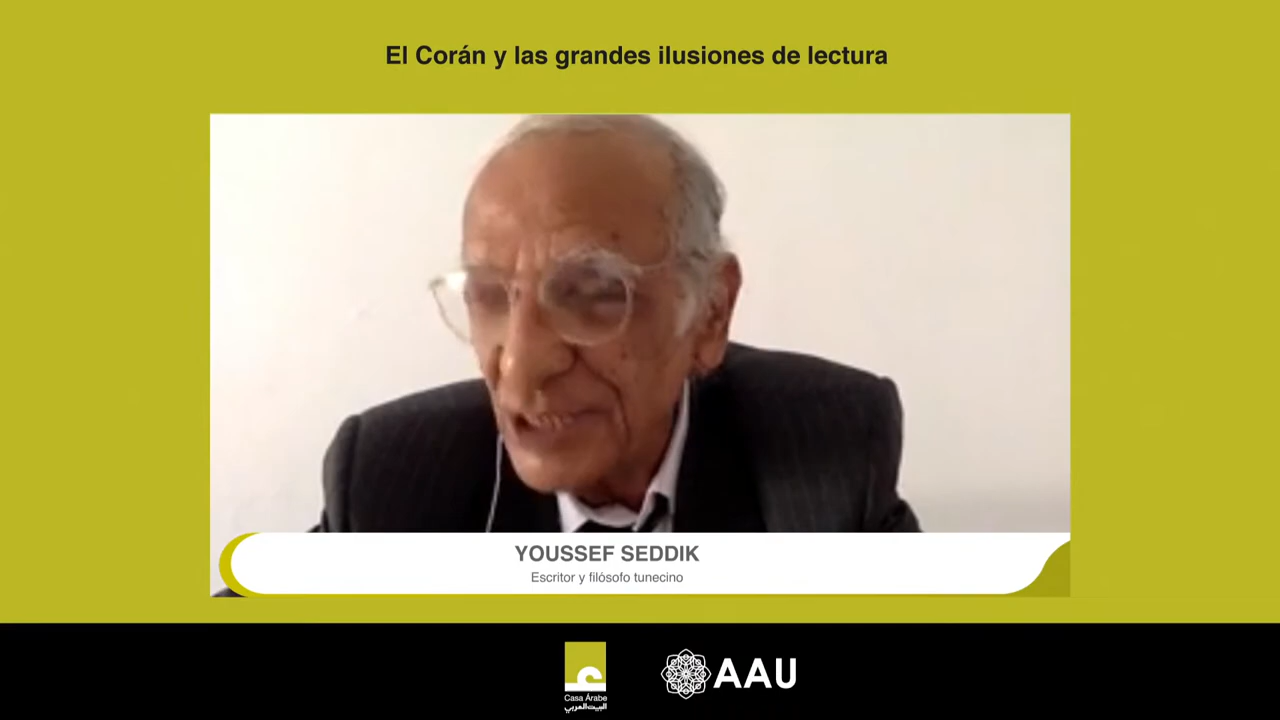 El Corán y las grandes ilusiones de lectura
YOUSSEF SEDDIK
Escritor y filósofo tunecino
Casa Árabe
البيت العربي
AAU